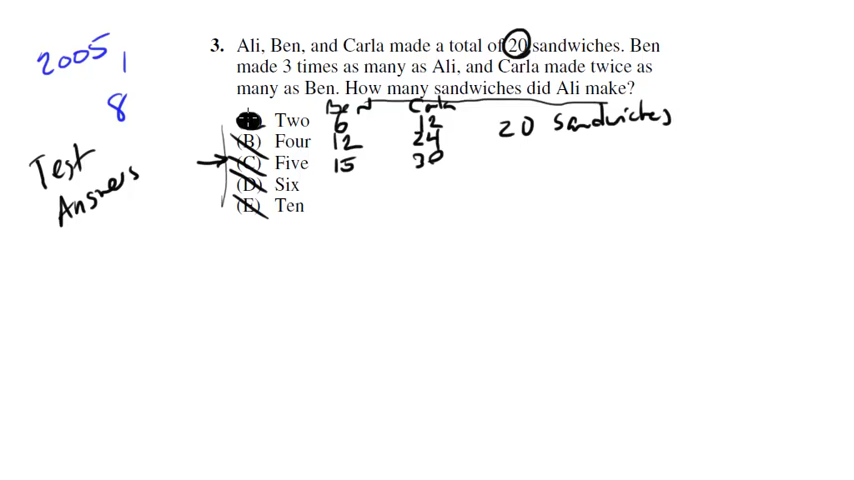 2005 1
8
Test
Answers
3. Ali, Ben, and Carla made a total of 20 sandwiches. Ben
made 3 times as many as Ali, and Carla made twice as
many as Ben. How many sandwiches did Ali make?
Ben Carla
Two 6 12 20 sandwiches
(B) Four 12 24
(C) Five 15 30
(D) Six
(E) Ten